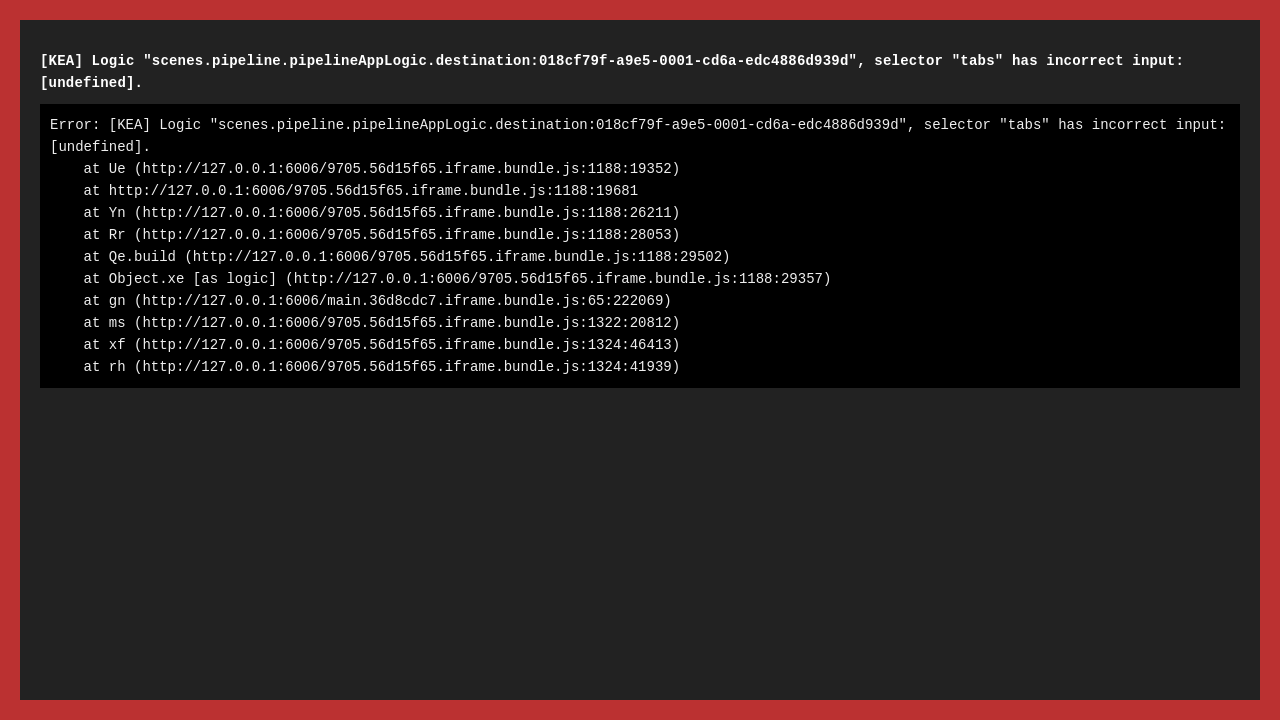 [KEA] Logic "scenes.pipeline.pipelineAppLogic.destination:018cf79f-a9e5-0001-cd6a-edc4886d939d", selector "tabs" has incorrect input:
[undefined].
Error: [KEA] Logic "scenes.pipeline.pipelineAppLogic.destination:018cf79f-a9e5-0001-cd6a-edc4886d939d", selector "tabs" has incorrect input:
[undefined].
    at Ue (http://127.0.0.1:6006/9705.56d15f65.iframe.bundle.js:1188:19352)
    at http://127.0.0.1:6006/9705.56d15f65.iframe.bundle.js:1188:19681
    at Yn (http://127.0.0.1:6006/9705.56d15f65.iframe.bundle.js:1188:26211)
    at Rr (http://127.0.0.1:6006/9705.56d15f65.iframe.bundle.js:1188:28053)
    at Qe.build (http://127.0.0.1:6006/9705.56d15f65.iframe.bundle.js:1188:29502)
    at Object.xe [as logic] (http://127.0.0.1:6006/9705.56d15f65.iframe.bundle.js:1188:29357)
    at gn (http://127.0.0.1:6006/main.36d8cdc7.iframe.bundle.js:65:222069)
    at ms (http://127.0.0.1:6006/9705.56d15f65.iframe.bundle.js:1322:20812)
    at xf (http://127.0.0.1:6006/9705.56d15f65.iframe.bundle.js:1324:46413)
    at rh (http://127.0.0.1:6006/9705.56d15f65.iframe.bundle.js:1324:41939)